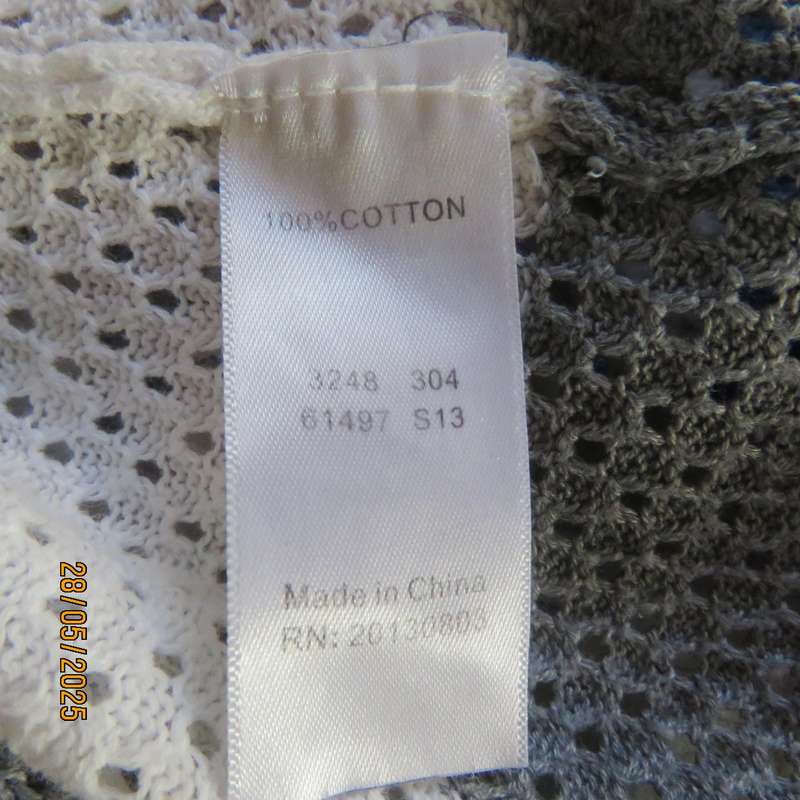 100%COTTON
3248 304
61497 S13
Made in China
RN: 20130803
28/05/2025